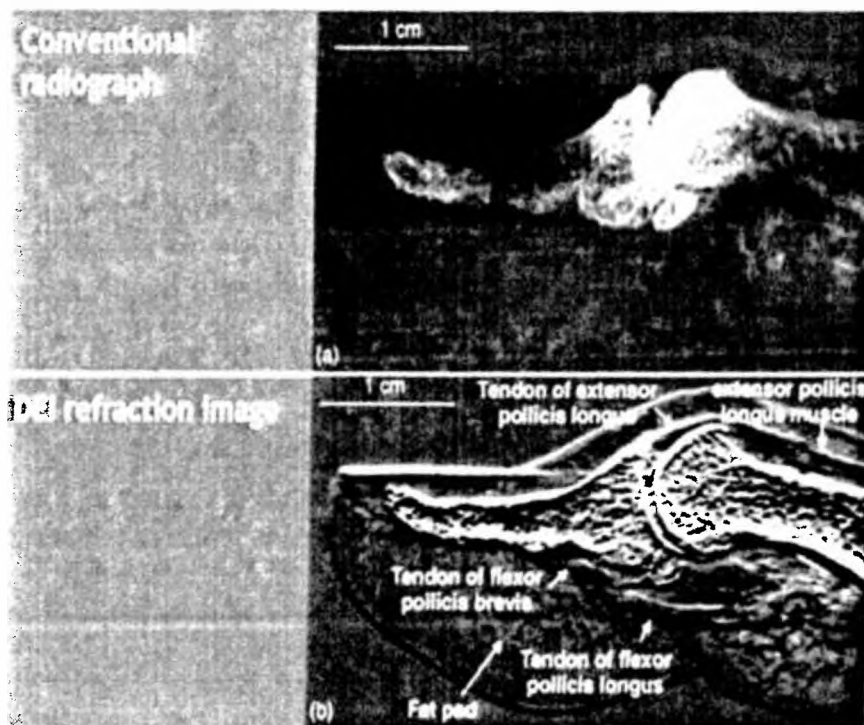 Conventional
radiograph
1 cm
(a)
refraction image
1 cm
Tendon of extensor
pollicis longus
extensor pollicis
longus muscle
Tendon of flexor
pollicis brevis
Tendon of flexor
pollicis longus
Fat pad
(b)